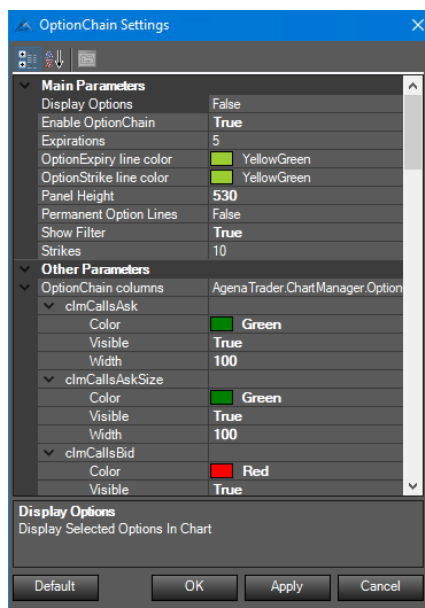 OptionChain Settings
Main Parameters
Display Options False
Enable OptionChain True
Expirations 5
OptionExpiry line color YellowGreen
OptionStrike line color YellowGreen
Panel Height 530
Permanent Option Lines False
Show Filter True
Strikes 10
Other Parameters
OptionChain columns AgenaTrader.ChartManager.Option
clmCallsAsk
Color Green
Visible True
Width 100
clmCallsAskSize
Color Green
Visible True
Width 100
clmCallsBid
Color Red
Visible True
Display Options
Display Selected Options In Chart
Default OK Apply Cancel